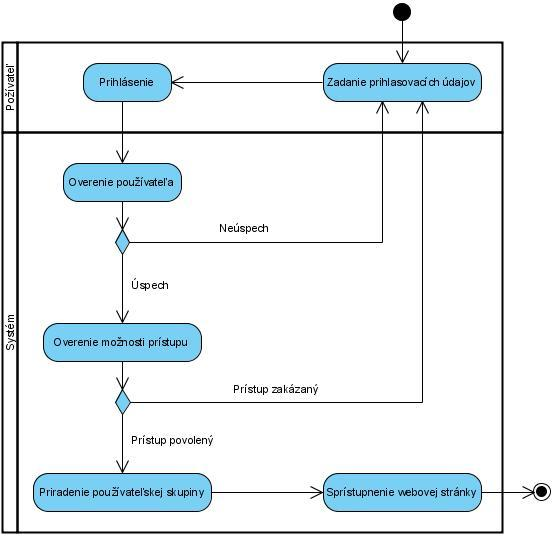 Požívateľ
Prihlásenie
Zadanie prihlasovacích údajov
Systém
Overenie používateľa
Neúspech
Úspech
Overenie možnosti prístupu
Prístup zakázaný
Prístup povolený
Priradenie používateľskej skupiny
Sprístupnenie webovej stránky